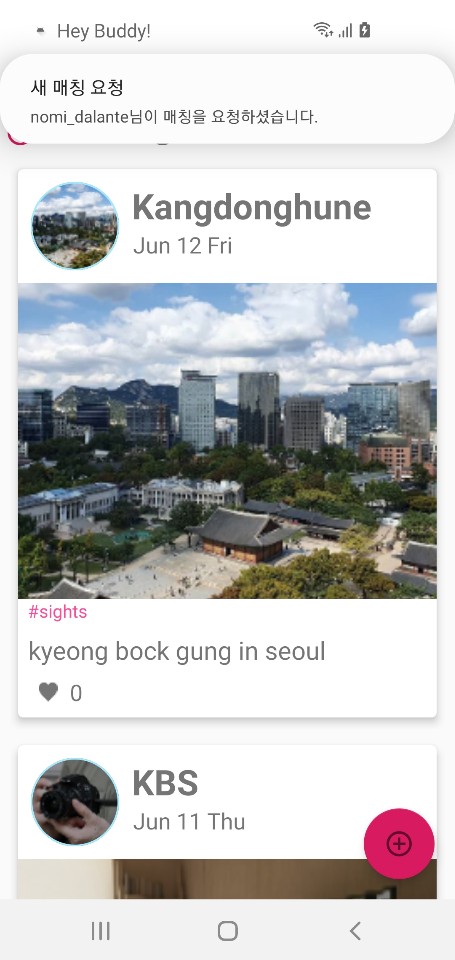 Hey Buddy!
새 매칭 요청
nomi_dalante님이 매칭을 요청하셨습니다.
Kangdonghune
Jun 12 Fri
#sights
kyeong bock gung in seoul
0
KBS
Jun 11 Thu